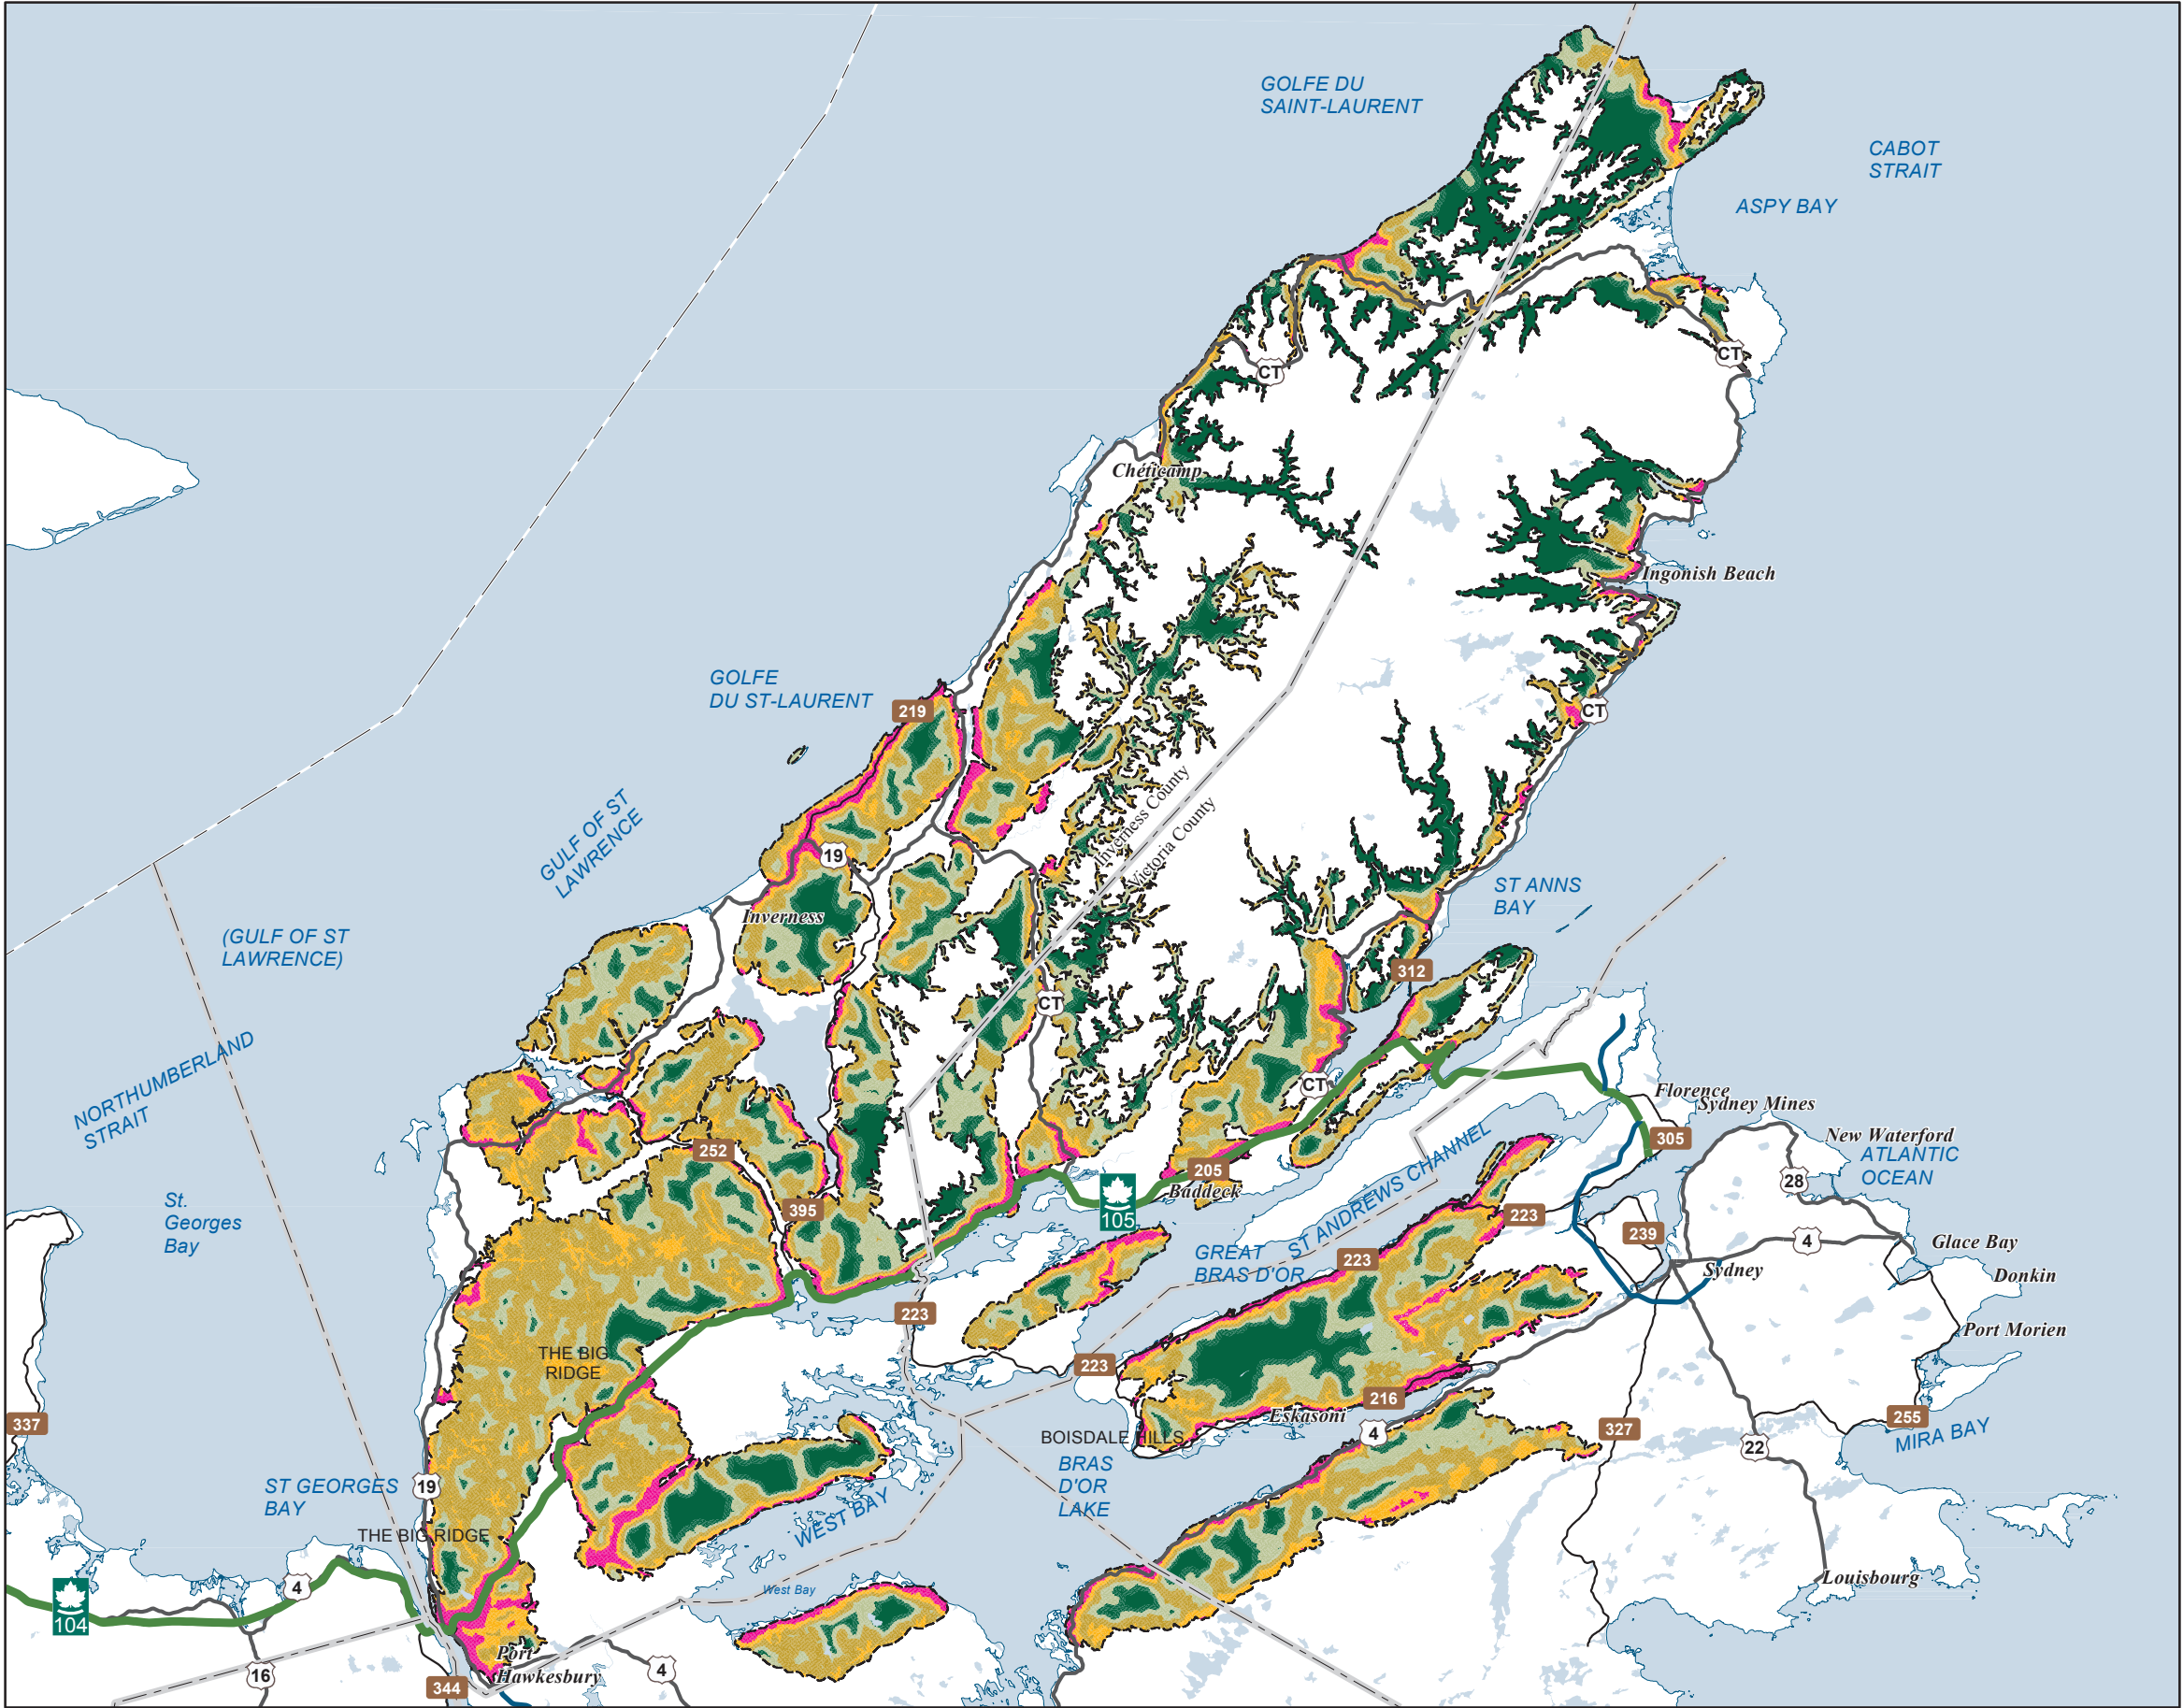 GOLFE DU
SAINT-LAURENT
CABOT
STRAIT
ASPY BAY
CT
CT
Chéticamp
Ingonish Beach
GOLFE
DU ST-LAURENT
219
CT
Inverness County
Victoria County
GULF OF ST
LAWRENCE
19
ST ANNS
BAY
Inverness
(GULF OF ST
LAWRENCE)
312
CT
NORTHUMBERLAND
STRAIT
CT
Florence
Sydney Mines
305
New Waterford
ATLANTIC
OCEAN
252
205
Baddeck
28
St.
Georges
Bay
395
105
ST ANDREWS CHANNEL
223
239
4
Glace Bay
GREAT
BRAS D'OR
223
Sydney
Donkin
223
Port Morien
THE BIG
RIDGE
223
216
Eskasoni
337
255
BOISDALE HILLS
4
327
22
MIRA BAY
BRAS
D'OR
LAKE
ST GEORGES
BAY
19
WEST BAY
THE BIG RIDGE
104
4
West Bay
Louisbourg
Port
Hawkesbury
16
4
344